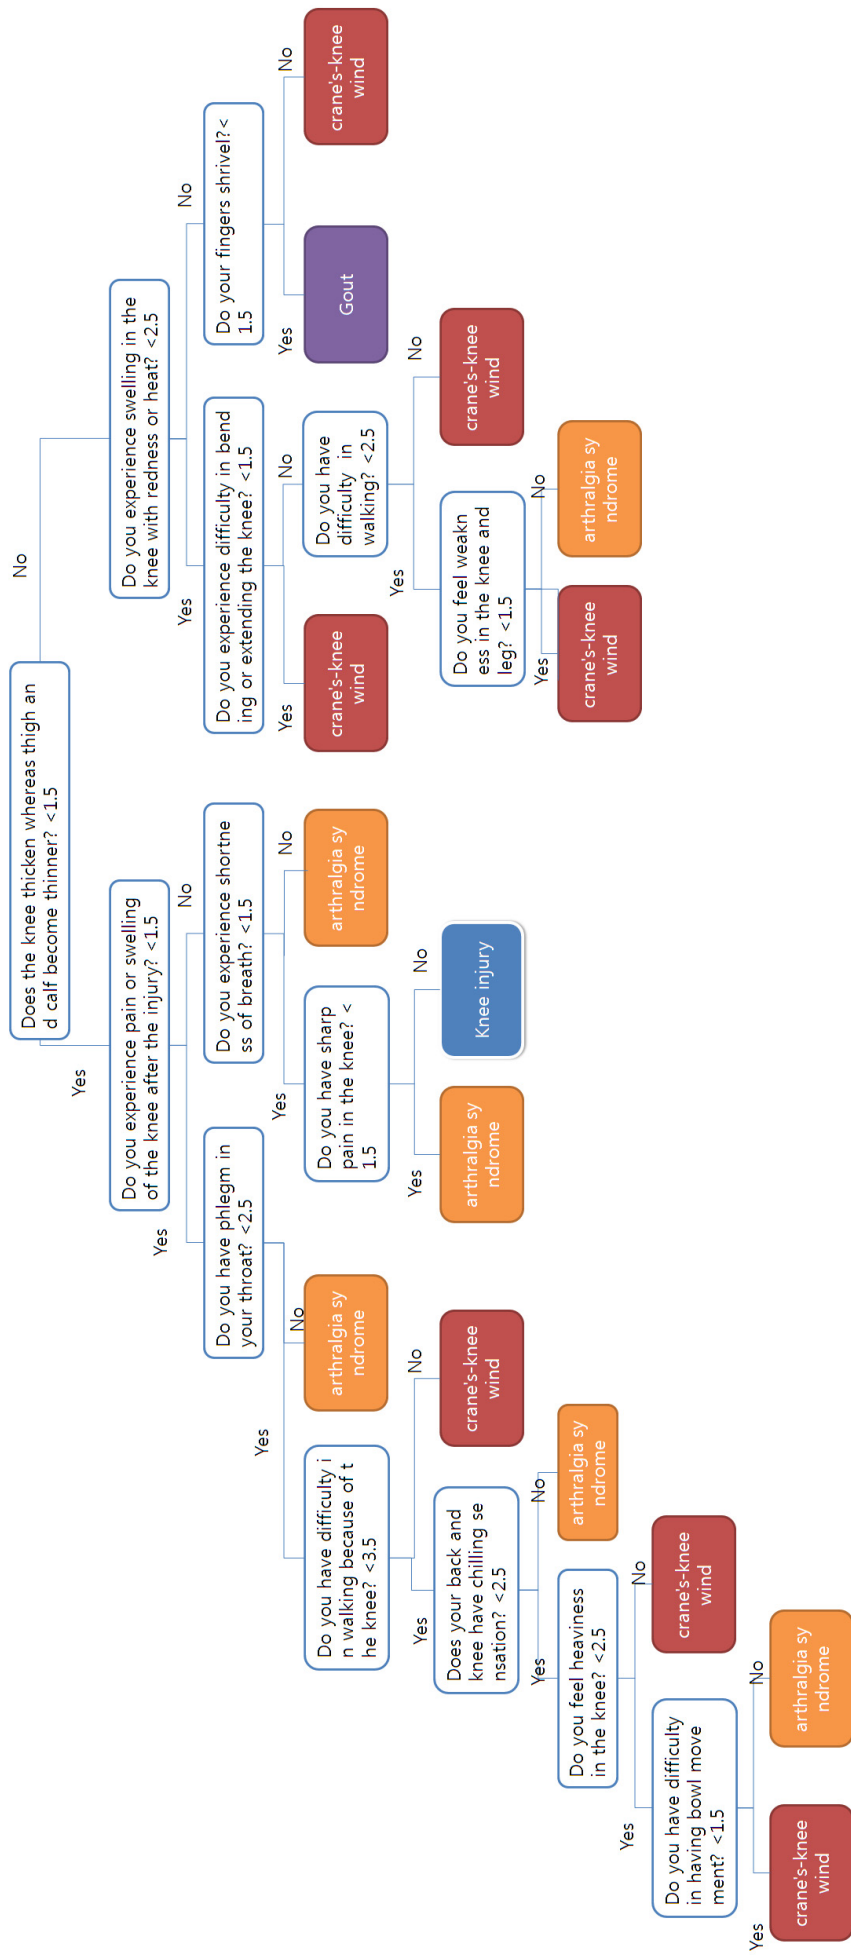 Does the knee thicken whereas thigh an
d calf become thinner? <1.5
Yes
No
Do you experience pain or swelling
of the knee after the injury? <1.5
Do you experience swelling in the
knee with redness or heat? <2.5
Yes
No
Yes
No
Do you have phlegm in
your throat? <2.5
Do you experience shortne
ss of breath? <1.5
Do you experience difficulty in bend
ing or extending the knee? <1.5
Do your fingers shrivel?<
1.5
Yes
No
Yes
No
Yes
No
Yes
No
Do you have difficulty i
n walking because of t
he knee? <3.5
arthralgia sy
ndrome
Do you have sharp
pain in the knee? <
1.5
arthralgia sy
ndrome
crane's-knee
wind
Do you have
difficulty in
walking? <2.5
Gout
crane's-knee
wind
Yes
No
Yes
No
Yes
No
Does your back and
knee have chilling se
nsation? <2.5
crane's-knee
wind
arthralgia sy
ndrome
Knee injury
Do you feel weakn
ess in the knee and
leg? <1.5
crane's-knee
wind
Yes
No
Yes
No
Do you feel heaviness
in the knee? <2.5
arthralgia sy
ndrome
crane's-knee
wind
arthralgia sy
ndrome
Yes
No
Do you have difficulty
in having bowl move
ment? <1.5
crane's-knee
wind
Yes
No
crane's-knee
wind
arthralgia sy
ndrome